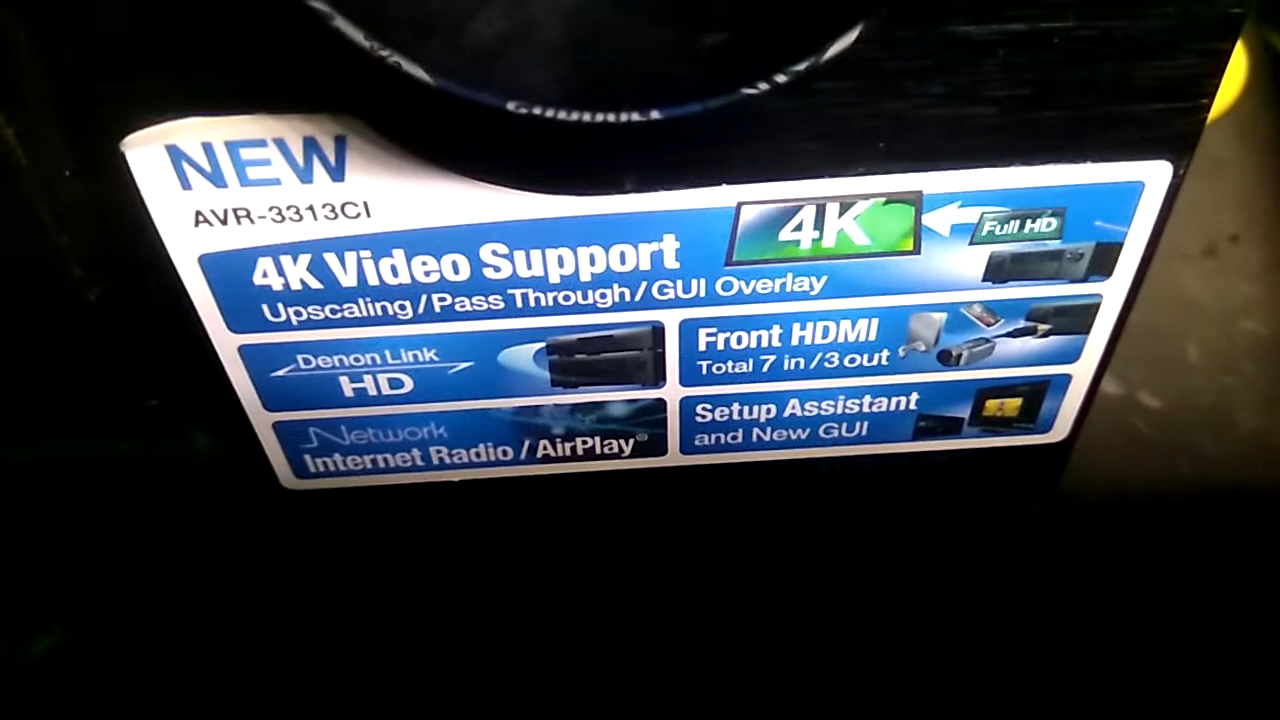 NEW
AVR-3313CI
4K Video Support
Upscaling/Pass Through/GUI Overlay
4K
Full HD
Denon Link
HD
Front HDMI
Total 7 in/3 out
Network
Internet Radio / AirPlay®
Setup Assistant
and New GUI